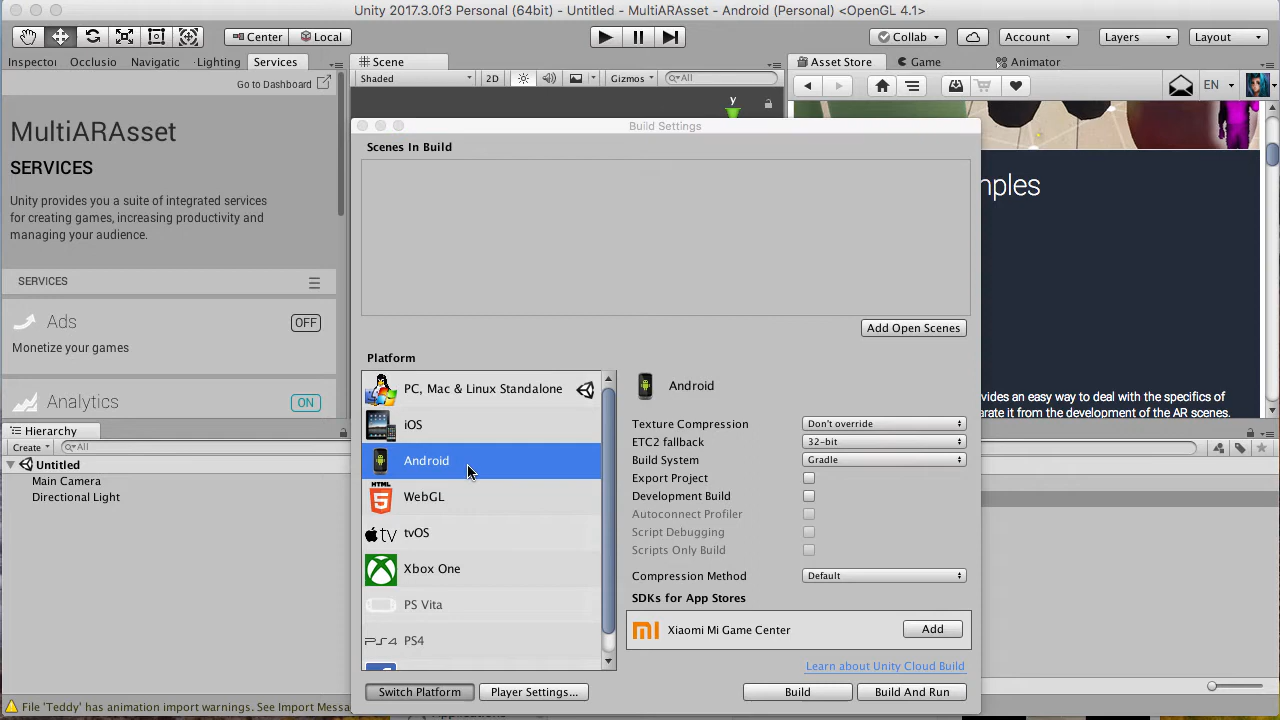 Unity 2017.3.0f3 Personal (64bit) - Untitled - MultiARAsset - Android (Personal) <OpenGL 4.1>
Center Local Collab Account Layers Layout
Inspector Occlusio Navigatic Lighting Services Scene Asset Store Game Animator
Shaded 2D Gizmos All EN
Go to Dashboard
y
MultiARAsset
SERVICES
Unity provides you a suite of integrated services
for creating games, increasing productivity and
managing your audience.
SERVICES
Ads OFF
Monetize your games
Analytics ON
Hierarchy
Create All
Untitled
Main Camera
Directional Light
File 'Teddy' has animation import warnings. See Import Messa
Build Settings
Scenes In Build
Add Open Scenes
Platform
PC, Mac & Linux Standalone
iOS
Android
HTML
WebGL
tv tvOS
Xbox One
PS Vita
PS4
Switch Platform Player Settings...
Android
Texture Compression Don't override
ETC2 fallback 32-bit
Build System Gradle
Export Project
Development Build
Autoconnect Profiler
Script Debugging
Scripts Only Build
Compression Method Default
SDKs for App Stores
Xiaomi Mi Game Center Add
Learn about Unity Cloud Build
Build Build And Run
mples
vides an easy way to deal with the specifics of
arate it from the development of the AR scenes.